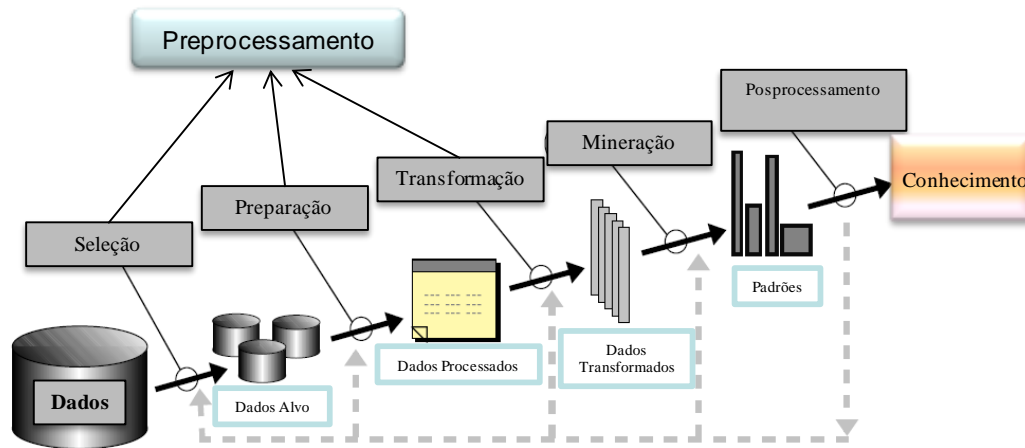 Preprocessamento
Posprocessamento
Mineração
Transformação
Conhecimento
Preparação
Seleção
Padrões
Dados Processados
Dados
Transformados
Dados
Dados Alvo